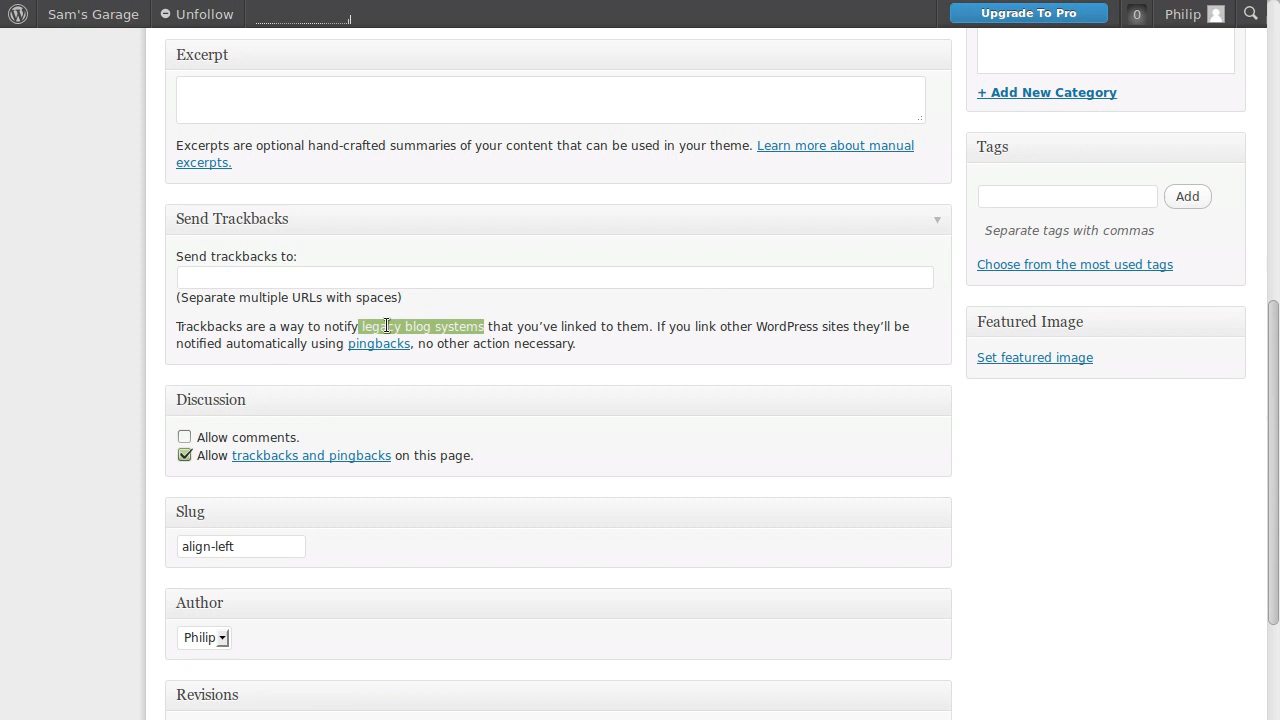 Sam's Garage Unfollow Upgrade To Pro 0 Philip
Excerpt
Excerpts are optional hand-crafted summaries of your content that can be used in your theme. Learn more about manual
excerpts.
Send Trackbacks
Send trackbacks to:
(Separate multiple URLs with spaces)
Trackbacks are a way to notify legacy blog systems that you’ve linked to them. If you link other WordPress sites they’ll be
notified automatically using pingbacks, no other action necessary.
Discussion
Allow comments.
Allow trackbacks and pingbacks on this page.
Slug
align-left
Author
Philip
Revisions
+ Add New Category
Tags
Add
Separate tags with commas
Choose from the most used tags
Featured Image
Set featured image